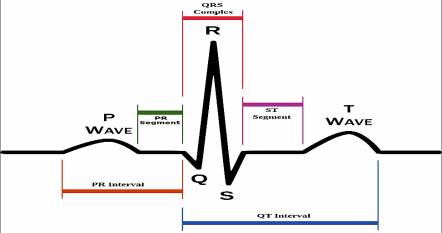 QRS
Complex
R
P
WAVE
PR
Segment
ST
Segment
T
WAVE
Q
S
PR Interval
QT Interval